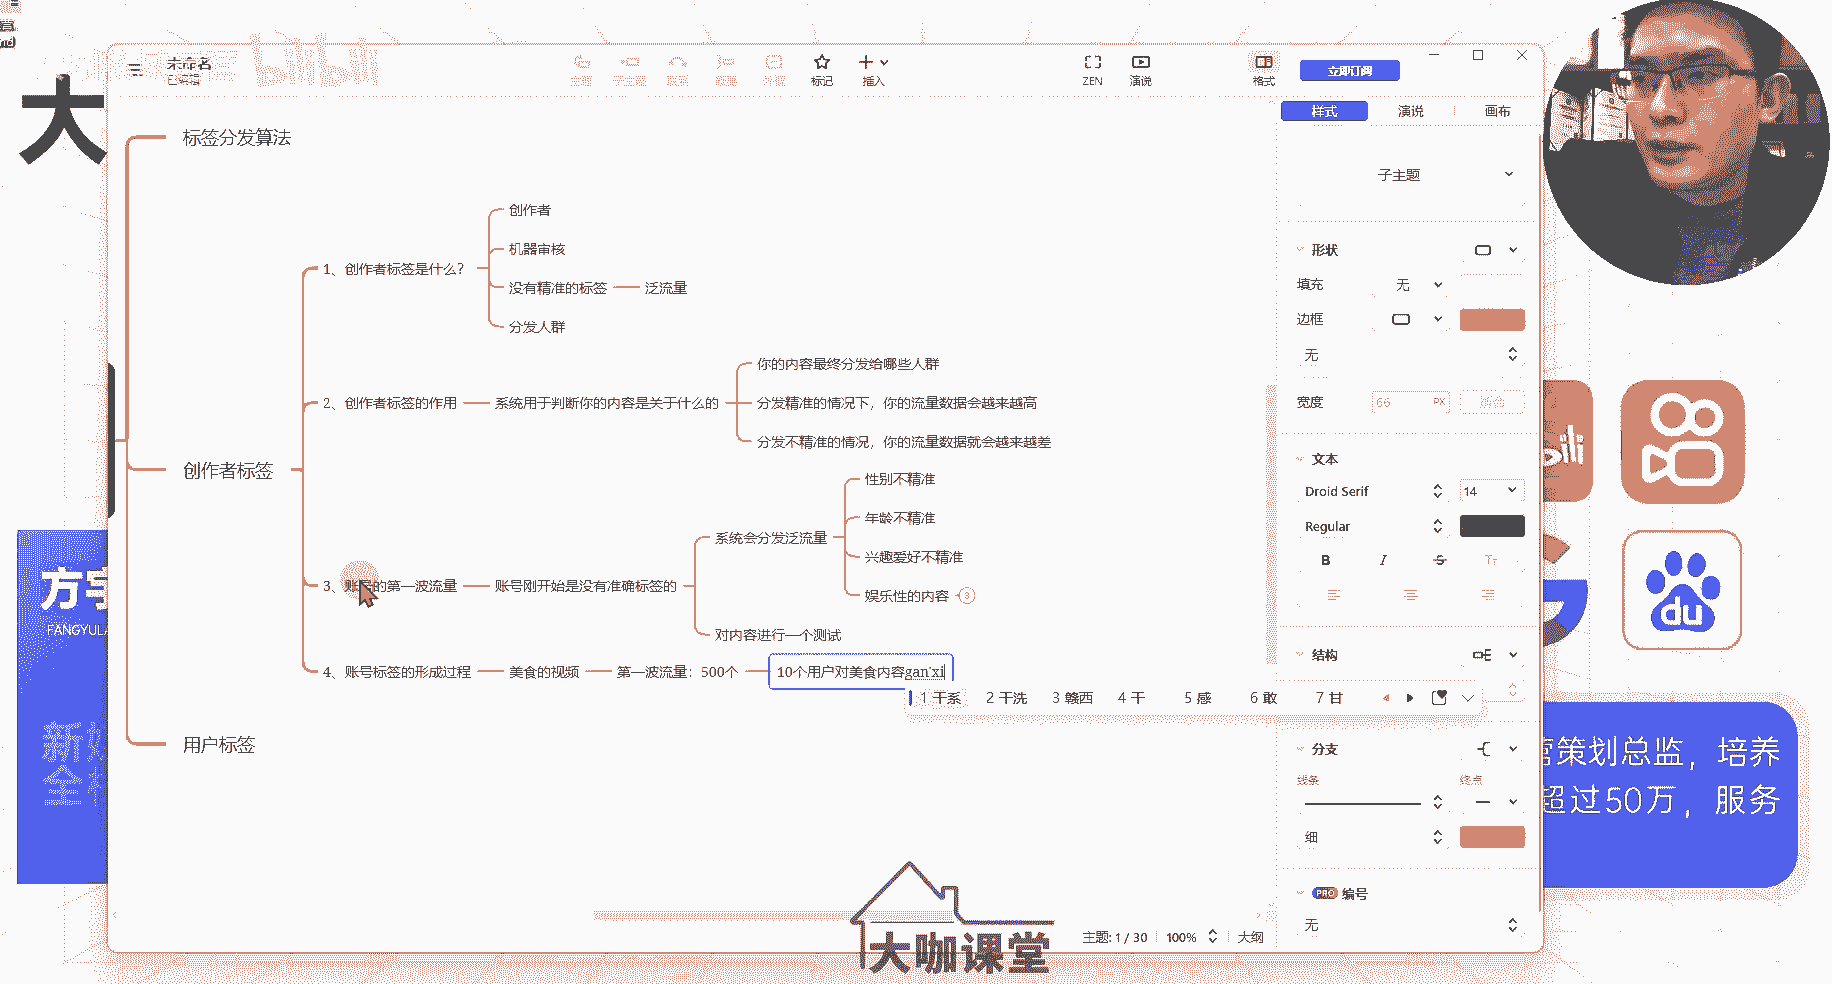 大
bilibili
未命名
已编辑
标记
插入
ZEN
演说
格式
立即订阅
样式
演说
画布
标签分发算法
子主题
创作者
机器审核
1、创作者标签是什么？
没有精准的标签
泛流量
分发人群
形状
填充
无
边框
无
你的内容最终分发给哪些人群
2、创作者标签的作用
系统用于判断你的内容是关于什么的
分发精准的情况下，你的流量数据会越来越高
分发不精准的情况，你的流量数据就会越来越差
宽度
66
PX
创作者标签
性别不精准
年龄不精准
系统会分发泛流量
兴趣爱好不精准
娱乐性的内容
3
3、账号的第一波流量
账号刚开始是没有准确标签的
对内容进行一个测试
4、账号标签的形成过程
美食的视频
第一波流量：500个
10个用户对美食内容gan'xi
1 干系
2 干洗
3 赣西
4 干
5 感
6 敢
7 甘
用户标签
文本
Droid Serif
14
Regular
B
I
S
Tт
结构
分支
线条
终点
细
PRO 编号
无
主题: 1 / 30
100%
大纲
方宇
FANGYULA
新媒
全栈
bili
du
营策划总监，培养
超过50万，服务
大咖课堂